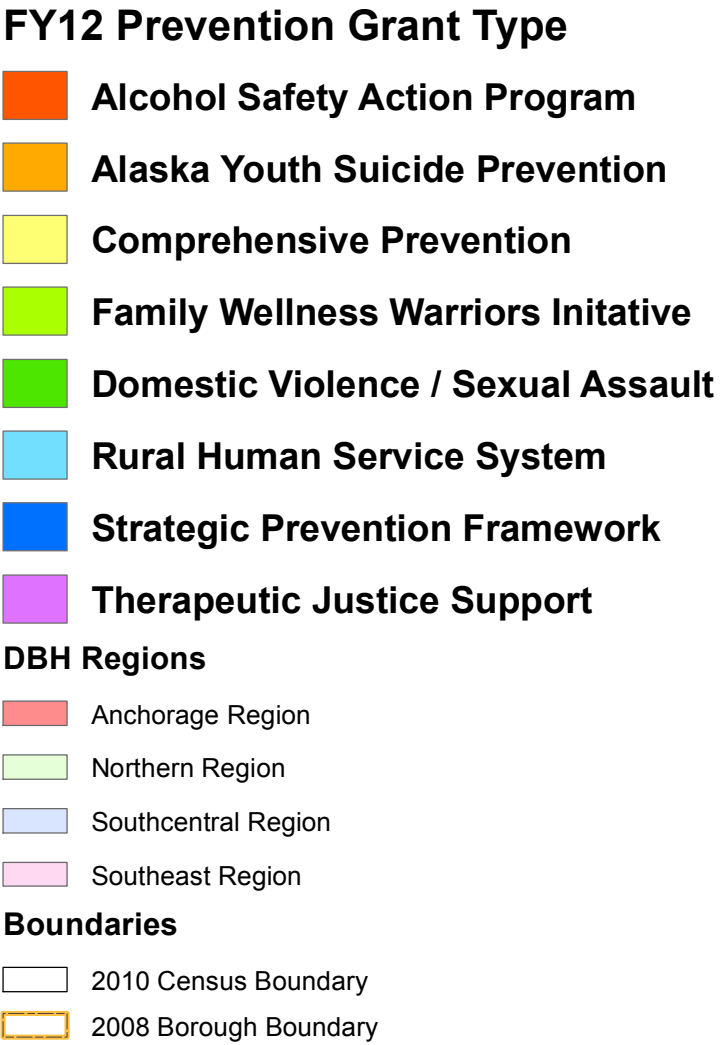 FY12 Prevention Grant Type
Alcohol Safety Action Program
Alaska Youth Suicide Prevention
Comprehensive Prevention
Family Wellness Warriors Initative
Domestic Violence / Sexual Assault
Rural Human Service System
Strategic Prevention Framework
Therapeutic Justice Support
DBH Regions
Anchorage Region
Northern Region
Southcentral Region
Southeast Region
Boundaries
2010 Census Boundary
2008 Borough Boundary